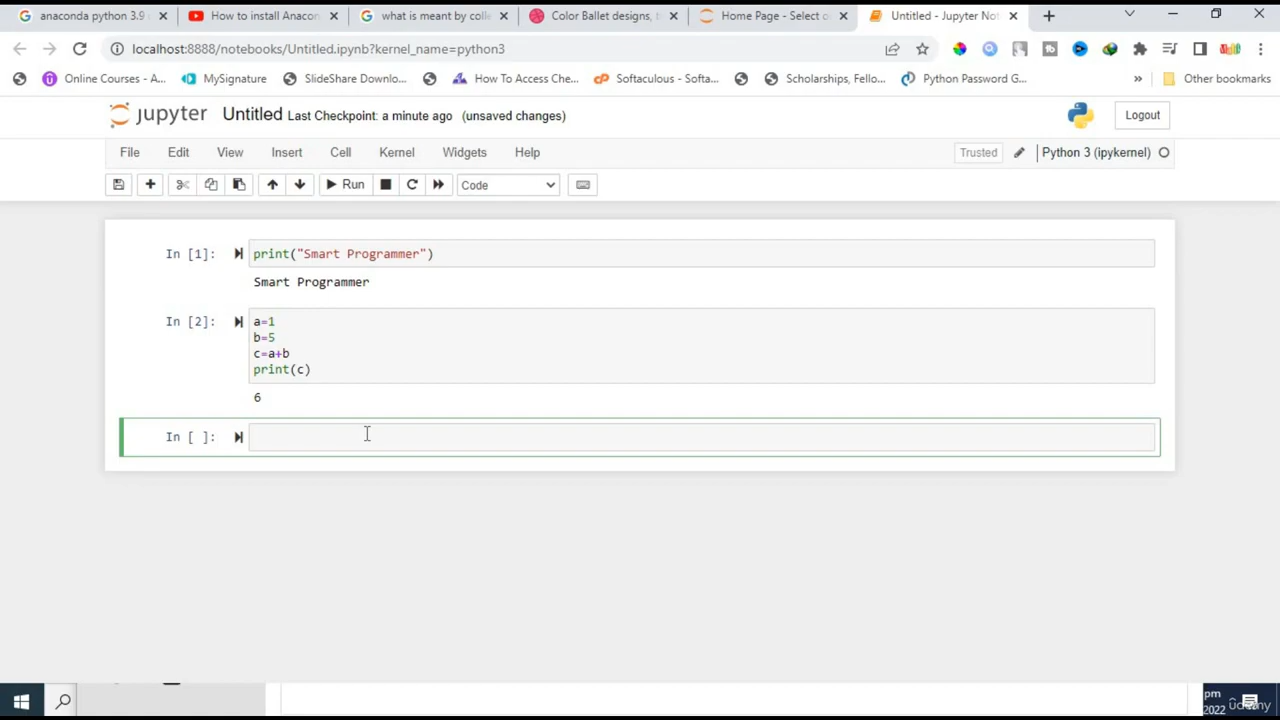 anaconda python 3.9
How to install Anacon
what is meant by colle
Color Ballet designs, t
Home Page - Select o
Untitled - Jupyter Not
localhost:8888/notebooks/Untitled.ipynb?kernel_name=python3
Online Courses - A...
MySignature
SlideShare Downlo...
How To Access Che...
Softaculous - Softa...
Scholarships, Fello...
Python Password G...
»
Other bookmarks
jupyter Untitled Last Checkpoint: a minute ago (unsaved changes)
Logout
File Edit View Insert Cell Kernel Widgets Help
Trusted
Python 3 (ipykernel)
Run
Code
In [1]: print("Smart Programmer")
Smart Programmer
In [2]: a=1
b=5
c=a+b
print(c)
6
In [ ]:
pm
2022
ûdemy